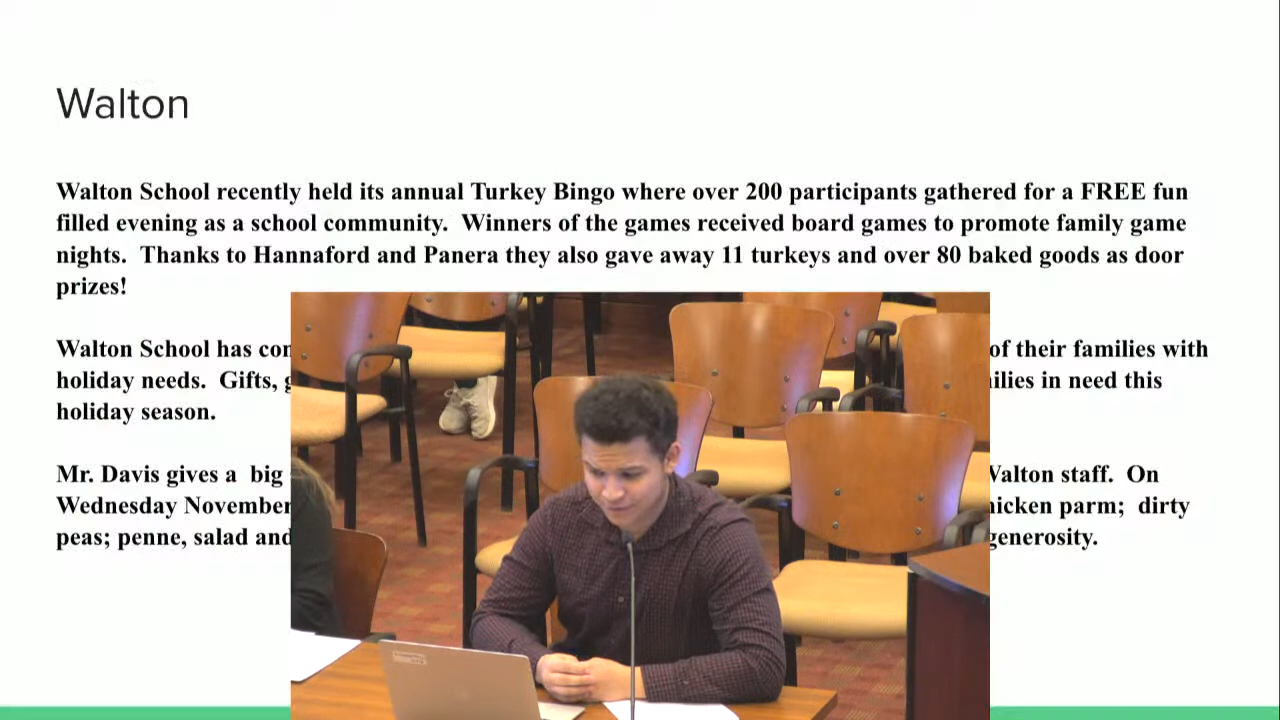 Walton
Walton School recently held its annual Turkey Bingo where over 200 participants gathered for a FREE fun
filled evening as a school community.  Winners of the games received board games to promote family game
nights.  Thanks to Hannaford and Panera they also gave away 11 turkeys and over 80 baked goods as door
prizes!
Walton School has of their families with
holiday needs.  Gifts, in need this
holiday season.
Mr. Davis gives a  big Walton staff.  On
Wednesday November parm;  dirty
peas; penne, salad and generosity.